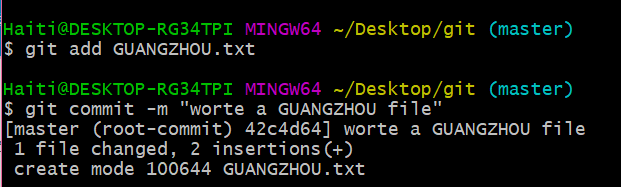 Haiti@DESKTOP-RG34TPI MINGW64 ~/Desktop/git (master)
$ git add GUANGZHOU.txt
Haiti@DESKTOP-RG34TPI MINGW64 ~/Desktop/git (master)
$ git commit -m "worte a GUANGZHOU file"
[master (root-commit) 42c4d64] worte a GUANGZHOU file
1 file changed, 2 insertions(+)
create mode 100644 GUANGZHOU.txt